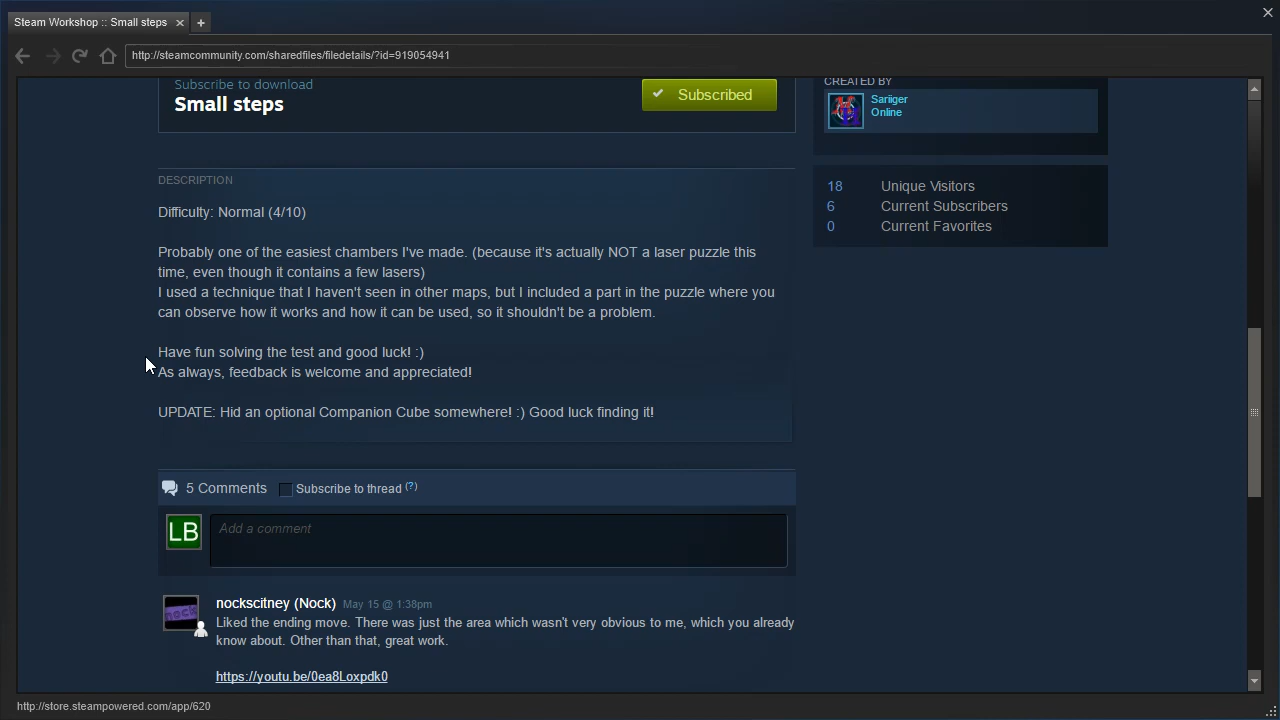 Steam Workshop :: Small steps
http://steamcommunity.com/sharedfiles/filedetails/?id=919054941
Subscribe to download
Small steps
Subscribed
CREATED BY
Sariiger
Online
18 Unique Visitors
6 Current Subscribers
0 Current Favorites
DESCRIPTION
Difficulty: Normal (4/10)
Probably one of the easiest chambers I've made. (because it's actually NOT a laser puzzle this
time, even though it contains a few lasers)
I used a technique that I haven't seen in other maps, but I included a part in the puzzle where you
can observe how it works and how it can be used, so it shouldn't be a problem.
Have fun solving the test and good luck! :)
As always, feedback is welcome and appreciated!
UPDATE: Hid an optional Companion Cube somewhere! :) Good luck finding it!
5 Comments Subscribe to thread (?)
LB
Add a comment
nock
nockscitney (Nock) May 15 @ 1:38pm
Liked the ending move. There was just the area which wasn't very obvious to me, which you already
know about. Other than that, great work.
https://youtu.be/0ea8Loxpdk0
http://store.steampowered.com/app/620